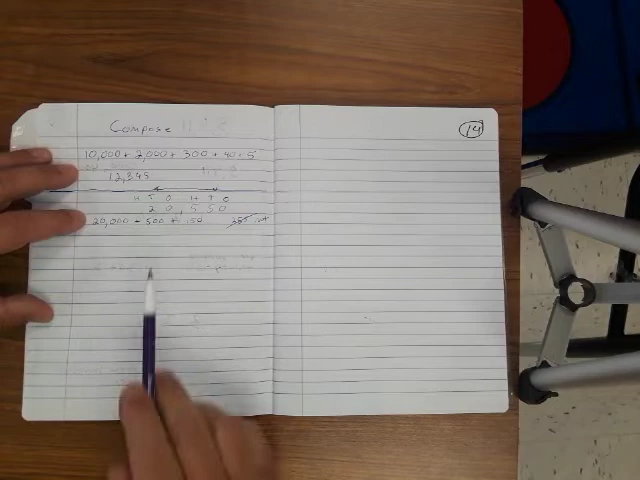 Compose
14
10,000 + 2,000 + 300 + 40 + 5
12,345
H T O H T O
2 0, 5 5 0
20,000 + 500 + 50